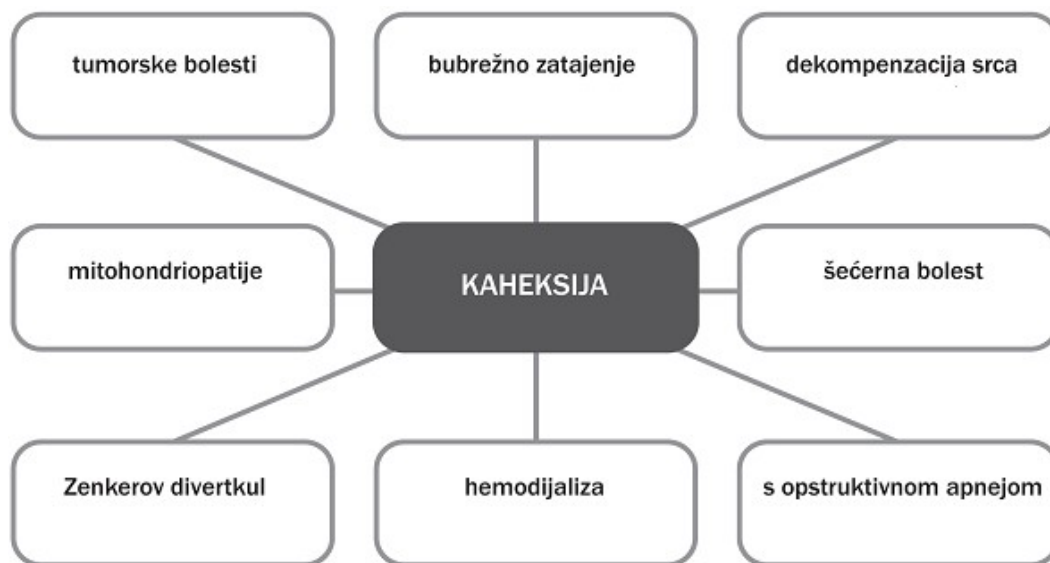 tumorske bolesti
bubrežno zatajenje
dekompenzacija srca
mitohondriopatije
KAHEKSIJA
šećerna bolest
Zenkerov divertkul
hemodijaliza
s opstruktivnom apnejom